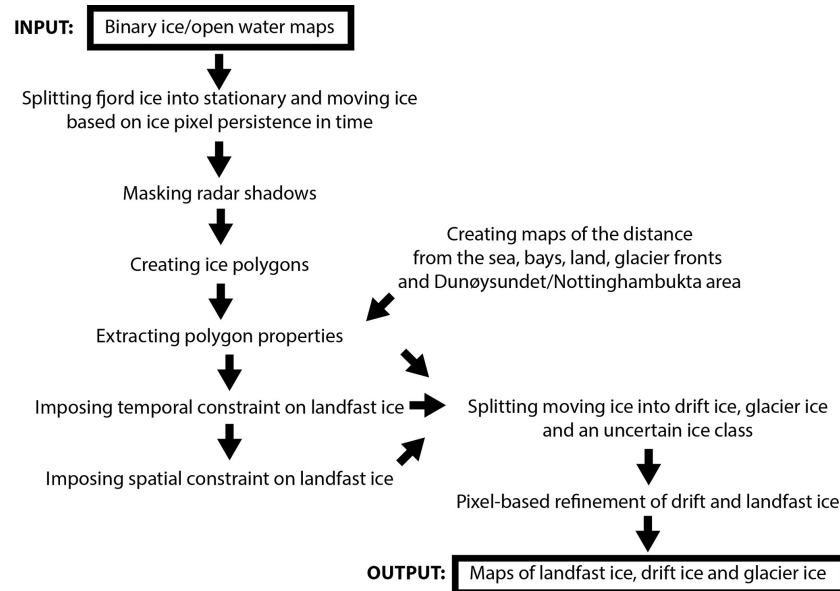 INPUT: Binary ice/open water maps
Splitting fjord ice into stationary and moving ice
based on ice pixel persistence in time
Masking radar shadows
Creating ice polygons
Creating maps of the distance
from the sea, bays, land, glacier fronts
and Dunøysundet/Nottinghambukta area
Extracting polygon properties
Imposing temporal constraint on landfast ice
Imposing spatial constraint on landfast ice
Splitting moving ice into drift ice, glacier ice
and an uncertain ice class
Pixel-based refinement of drift and landfast ice
OUTPUT: Maps of landfast ice, drift ice and glacier ice